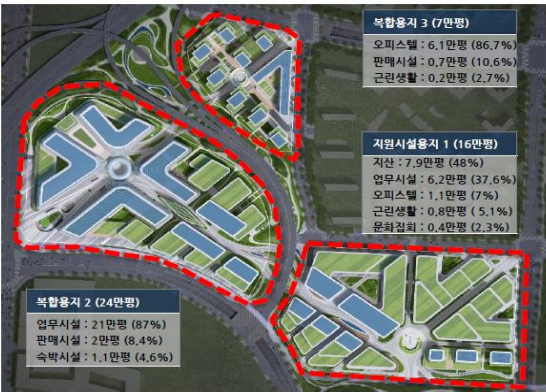 복합용지 3 (7만평)
오피스텔 : 6.1만평 (86.7%)
판매시설 : 0.7만평 (10.6%)
근린생활 : 0.2만평 (2.7%)
지원시설용지 1 (16만평)
지산 : 7.9만평 (48%)
업무시설 : 6.2만평 (37.6%)
오피스텔 : 1.1만평 (7%)
근린생활 : 0.8만평 ( 5.1%)
문화집회 : 0.4만평 (2.3%)
복합용지 2 (24만평)
업무시설 : 21만평 (87%)
판매시설 : 2만평 (8.4%)
숙박시설 : 1.1만평 (4.6%)